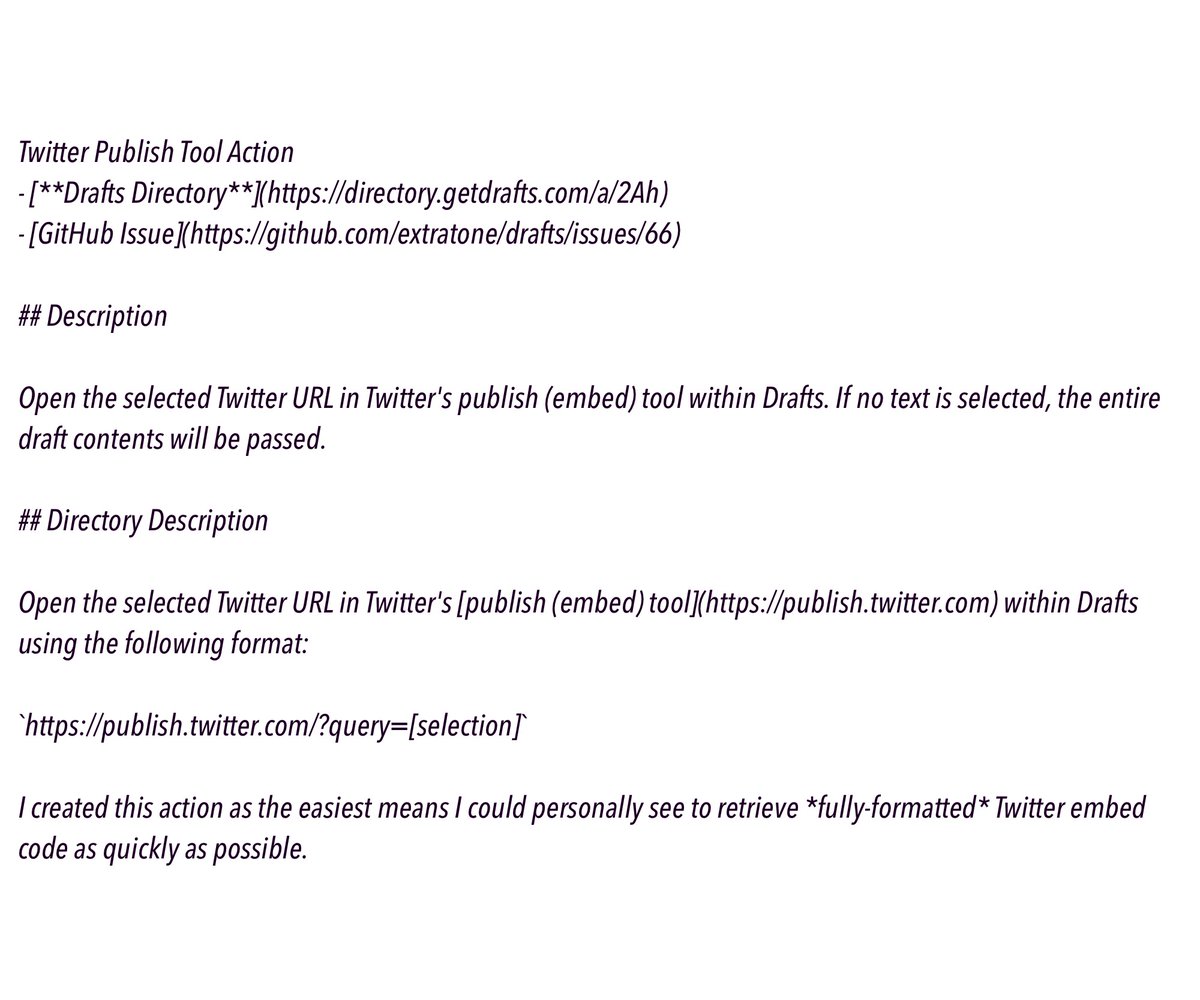 Twitter Publish Tool Action
- [**Drafts Directory**](https://directory.getdrafts.com/a/2Ah)
- [GitHub Issue](https://github.com/extratone/drafts/issues/66)
## Description
Open the selected Twitter URL in Twitter's publish (embed) tool within Drafts. If no text is selected, the entire
draft contents will be passed.
## Directory Description
Open the selected Twitter URL in Twitter's [publish (embed) tool](https://publish.twitter.com) within Drafts
using the following format:
`https://publish.twitter.com/?query=[selection]`
I created this action as the easiest means I could personally see to retrieve *fully-formatted* Twitter embed
code as quickly as possible.